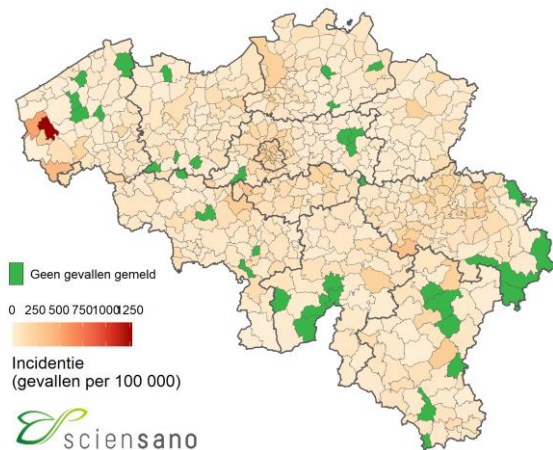 Geen gevallen gemeld
0 250 500 750 1000 1250
Incidentie
(gevallen per 100 000)
sciensano